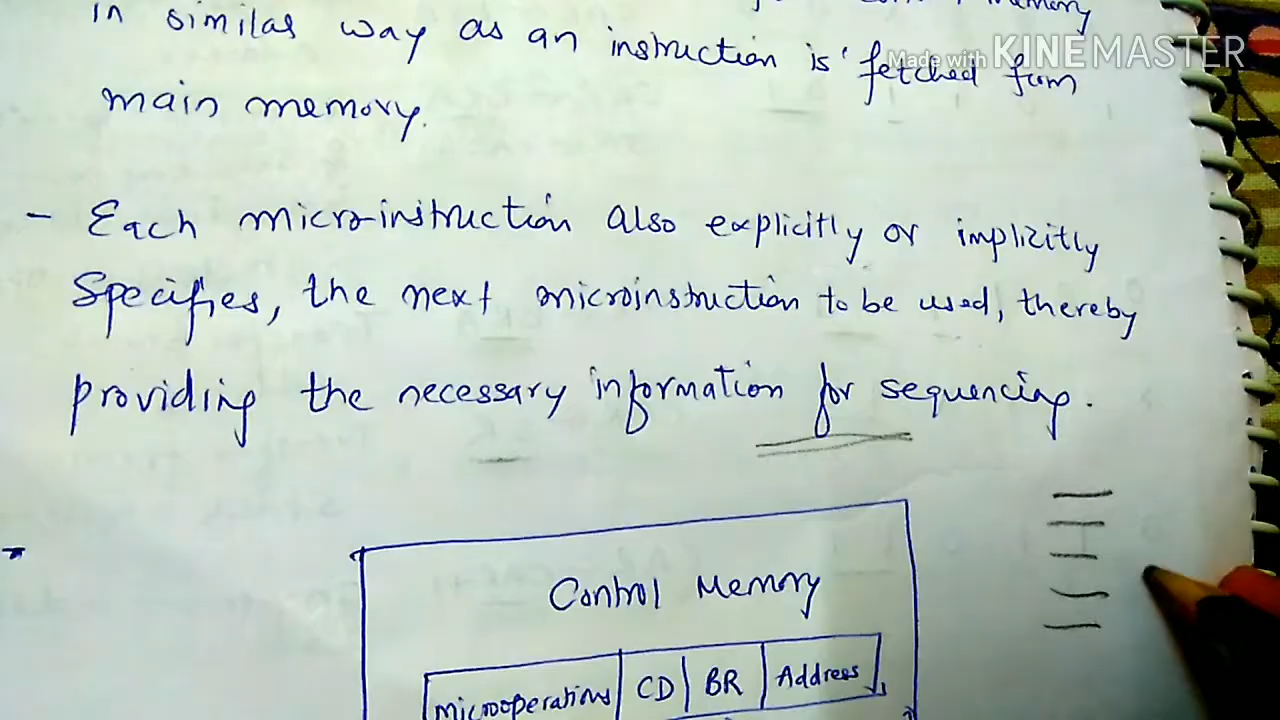 memory
in similar way as an instruction is fetched from
Made with KINEMASTER
main memory.
- Each micro-instruction also explicitly or implicitly
Specifies, the next microinstruction to be used, thereby
providing the necessary information for sequencing.
Control Memory
microoperations CD BR Address